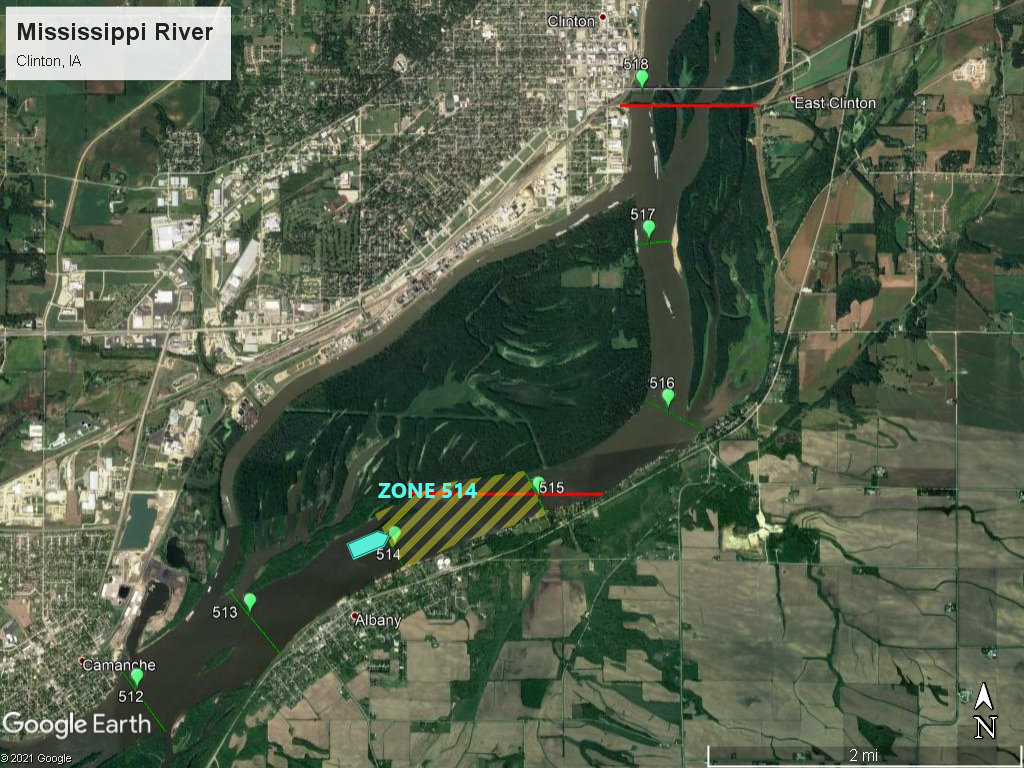 Mississippi River
Clinton, IA
Clinton
518
East Clinton
517
516
ZONE 514
515
514
513
Albany
Camanche
512
Google Earth
N
2 mi
© 2021 Google